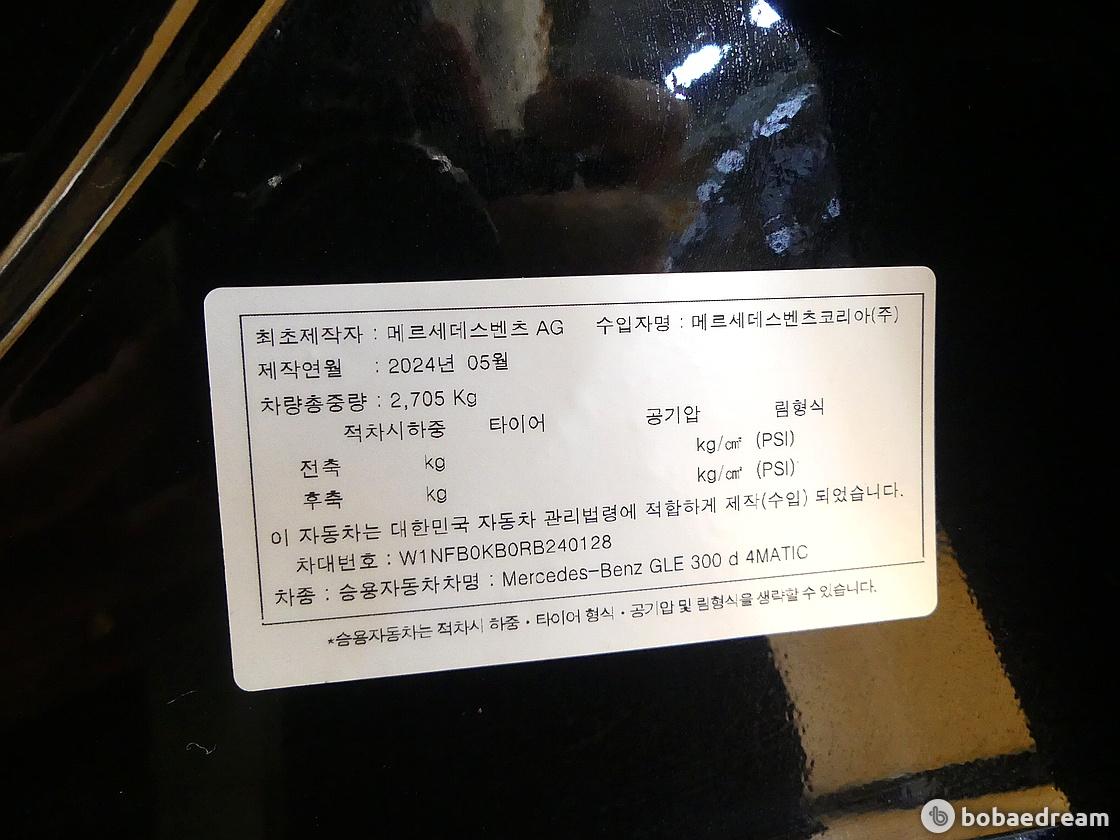 최초제작자 : 메르세데스벤츠 AG 수입자명 : 메르세데스벤츠코리아(주)
제작연월 : 2024년 05월
차량총중량 : 2,705 Kg
적차시하중 타이어 공기압 림형식
전축 kg kg/㎠ (PSI)
후축 kg kg/㎠ (PSI)
이 자동차는 대한민국 자동차 관리법령에 적합하게 제작(수입) 되었습니다.
차대번호 : W1NFB0KB0RB240128
차종 : 승용자동차차명 : Mercedes-Benz GLE 300 d 4MATIC
*승용자동차는 적차시 하중·타이어 형식·공기압 및 림형식을 생략할 수 있습니다.
bobaedream